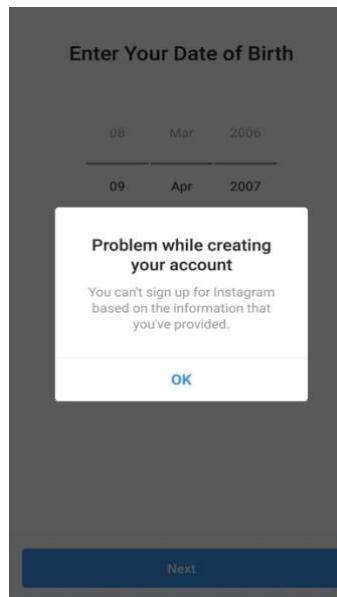 Enter Your Date of Birth
08 Mar 2006
09 Apr 2007
Problem while creating
your account
You can't sign up for Instagram
based on the information that
you've provided.
OK
Next